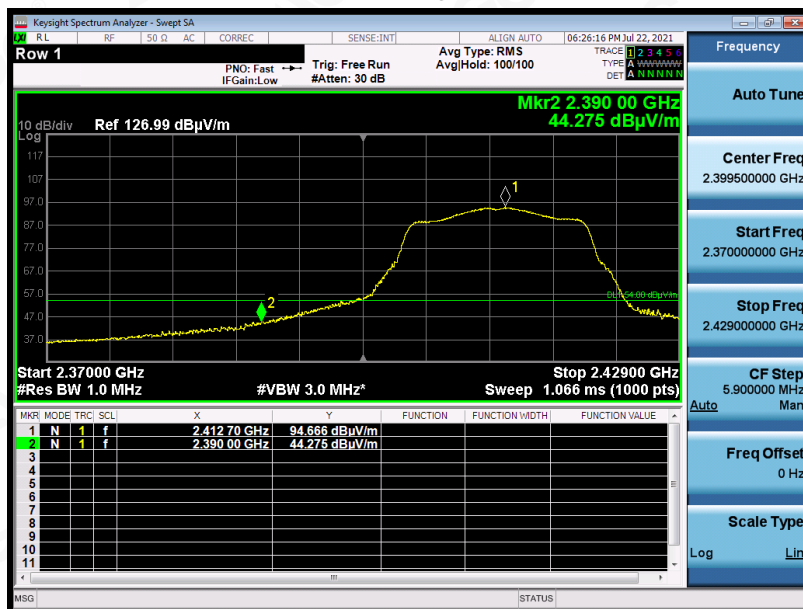 Keysight Spectrum Analyzer - Swept SA
LXI RL RF 50 Ω AC CORREC SENSE:INT ALIGN AUTO 06:26:16 PM Jul 22, 2021
Row 1
PNO: Fast
IFGain:Low
Trig: Free Run
#Atten: 30 dB
Avg Type: RMS
Avg|Hold: 100/100
TRACE 1 2 3 4 5 6
TYPE A WWWWW
DET A N N N N N
Mkr2 2.390 00 GHz
44.275 dBµV/m
10 dB/div Ref 126.99 dBµV/m
Log
117
107
97.0
87.0
77.0
67.0
57.0
47.0
37.0
1
2
DL1 54.00 dBµV/m
Start 2.37000 GHz Stop 2.42900 GHz
#Res BW 1.0 MHz #VBW 3.0 MHz* Sweep 1.066 ms (1000 pts)
MKR MODE TRC SCL X Y FUNCTION FUNCTION WIDTH FUNCTION VALUE
1 N 1 f 2.412 70 GHz 94.666 dBµV/m
2 N 1 f 2.390 00 GHz 44.275 dBµV/m
3
4
5
6
7
8
9
10
11
MSG STATUS
Frequency
Auto Tune
Center Freq
2.399500000 GHz
Start Freq
2.370000000 GHz
Stop Freq
2.429000000 GHz
CF Step
5.900000 MHz
Auto Man
Freq Offset
0 Hz
Scale Type
Log Lin